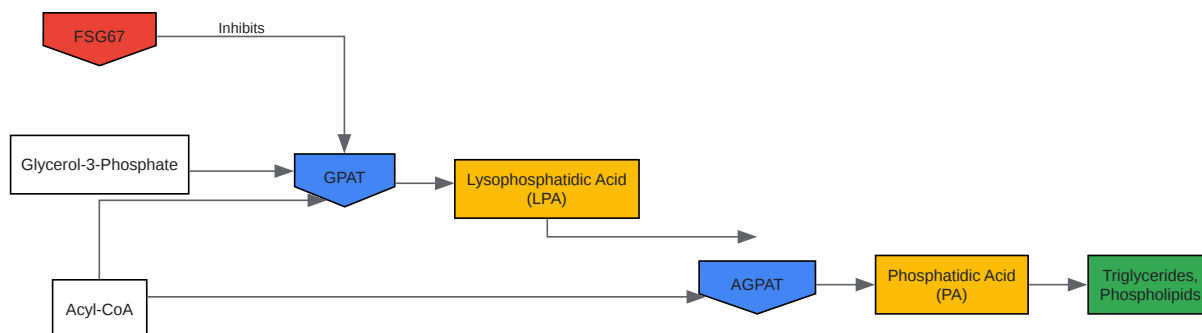 FSG67
Inhibits
Glycerol-3-Phosphate
GPAT
Lysophosphatidic Acid
(LPA)
Acyl-CoA
AGPAT
Phosphatidic Acid
(PA)
Triglycerides,
Phospholipids